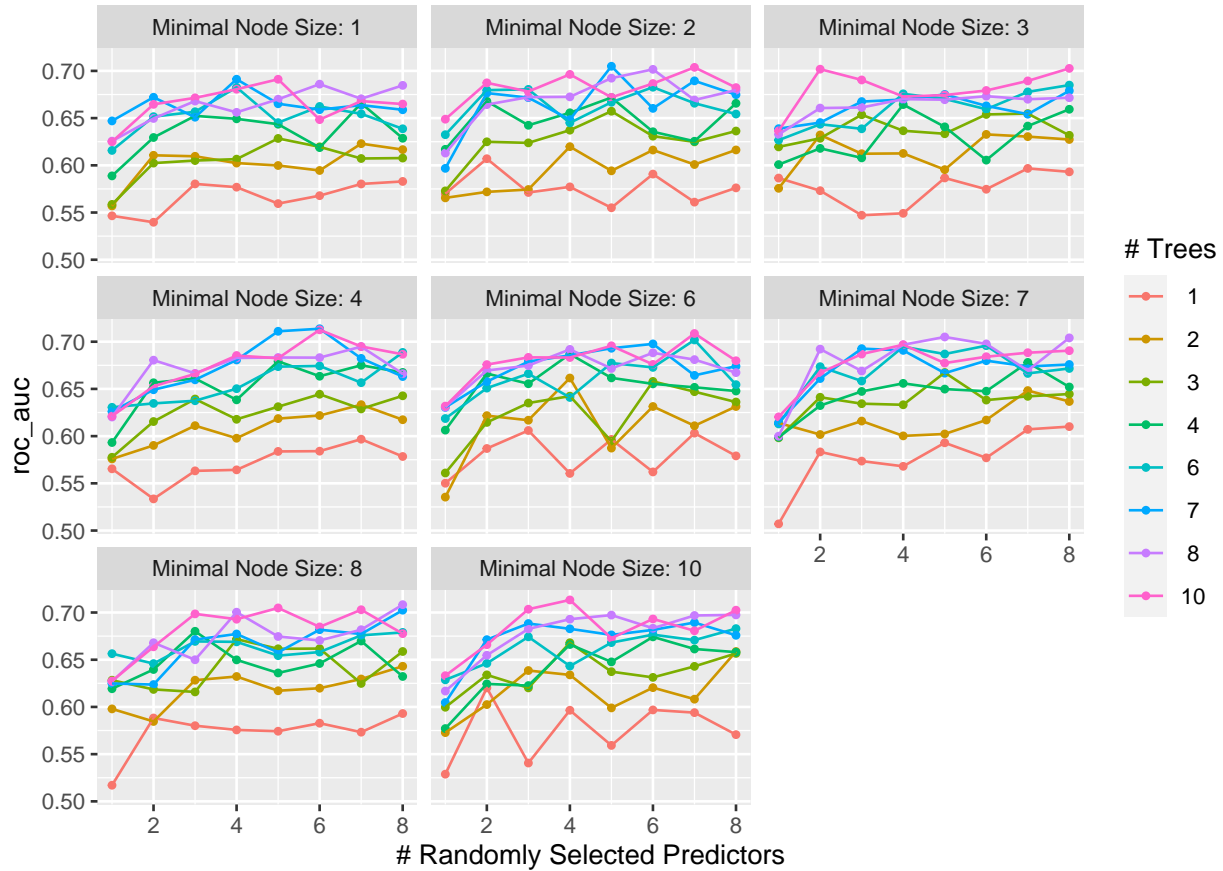 Minimal Node Size: 1
Minimal Node Size: 2
Minimal Node Size: 3
0.70
0.65
0.60
0.55
0.50
Minimal Node Size: 4
Minimal Node Size: 6
Minimal Node Size: 7
0.70
0.65
0.60
0.55
0.50
2 4 6 8
Minimal Node Size: 8
Minimal Node Size: 10
0.70
0.65
0.60
0.55
0.50
2 4 6 8
2 4 6 8
# Randomly Selected Predictors
roc_auc
# Trees
1
2
3
4
6
7
8
10